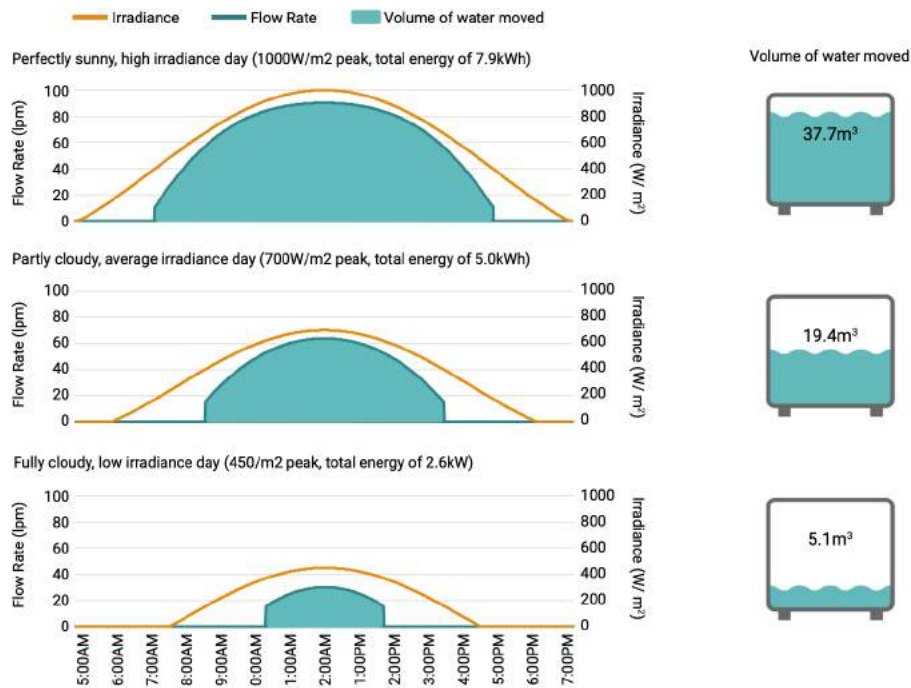 Irradiance Flow Rate Volume of water moved
Perfectly sunny, high irradiance day (1000W/m2 peak, total energy of 7.9kWh)
Volume of water moved
Flow Rate (lpm)
100
80
60
40
20
0
1000
800
600
400
200
0
Irradiance (W/ m²)
37.7m³
Partly cloudy, average irradiance day (700W/m2 peak, total energy of 5.0kWh)
Flow Rate (lpm)
100
80
60
40
20
0
1000
800
600
400
200
0
Irradiance (W/ m²)
19.4m³
Fully cloudy, low irradiance day (450/m2 peak, total energy of 2.6kW)
Flow Rate (lpm)
100
80
60
40
20
0
1000
800
600
400
200
0
Irradiance (W/ m²)
5.1m³
5:00AM
6:00AM
7:00AM
8:00AM
9:00AM
0:00AM
1:00AM
2:00AM
1:00PM
2:00PM
3:00PM
4:00PM
5:00PM
6:00PM
7:00PM